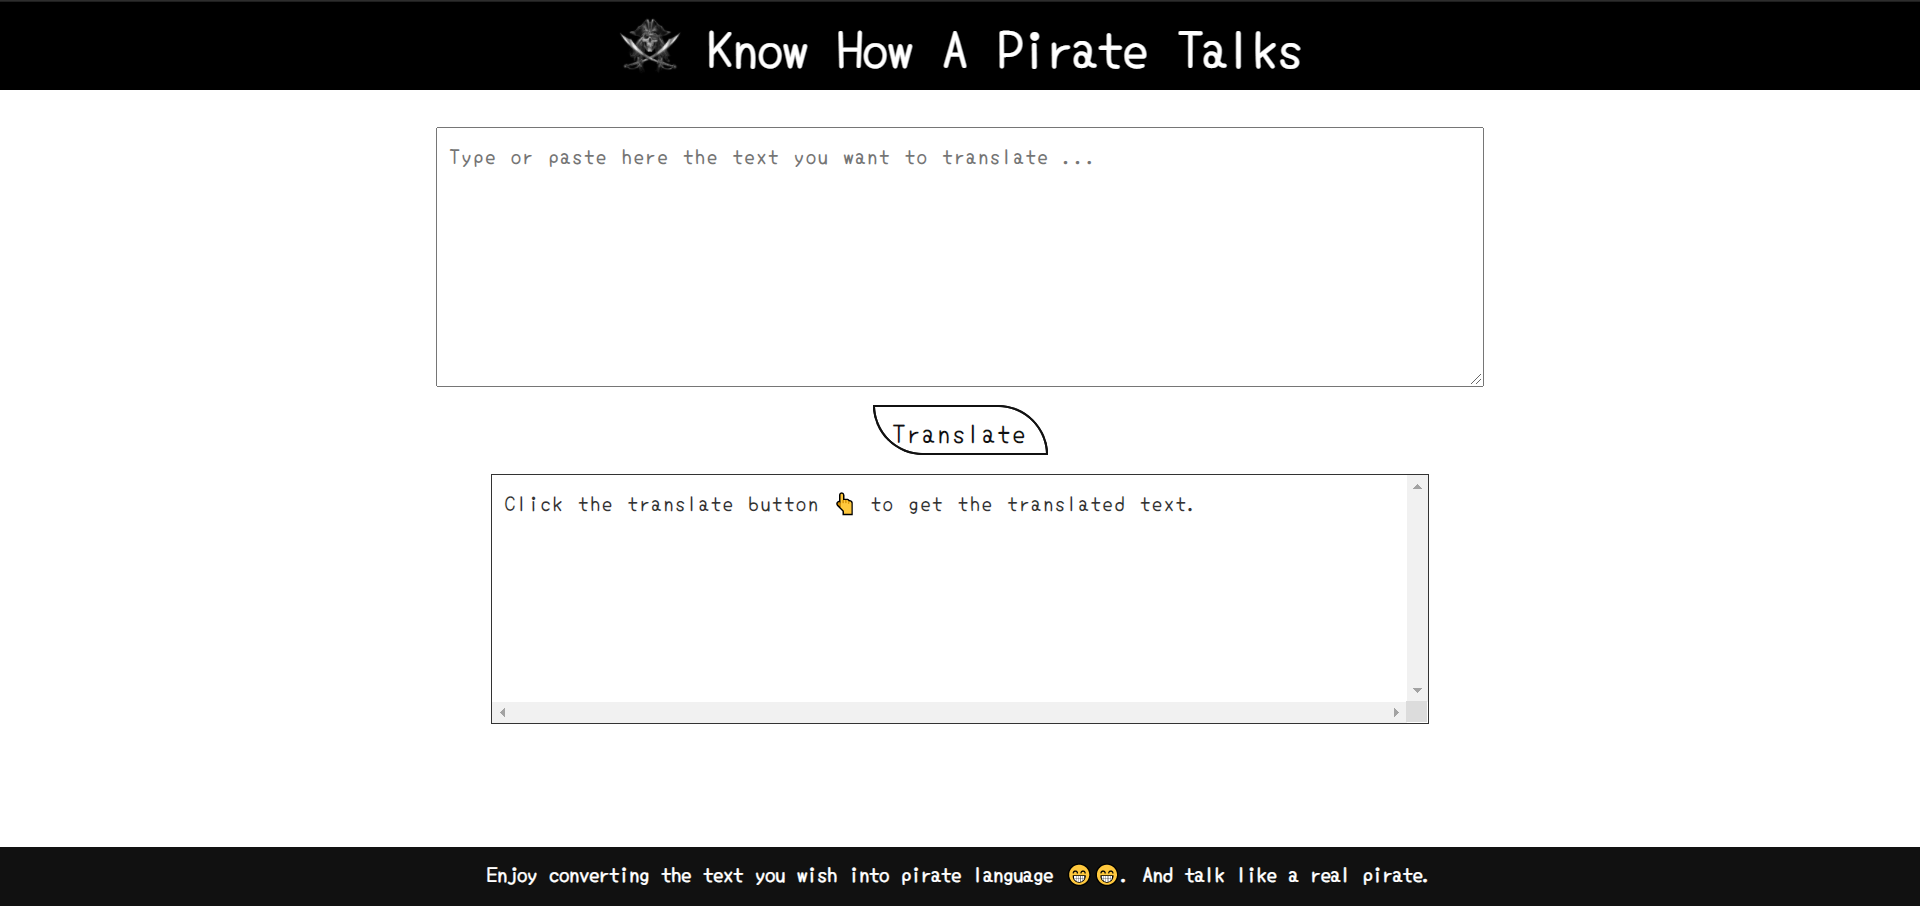 Know How A Pirate Talks
Type or paste here the text you want to translate ...
Translate
Click the translate button 👆 to get the translated text.
Enjoy converting the text you wish into pirate language 😁😁. And talk like a real pirate.